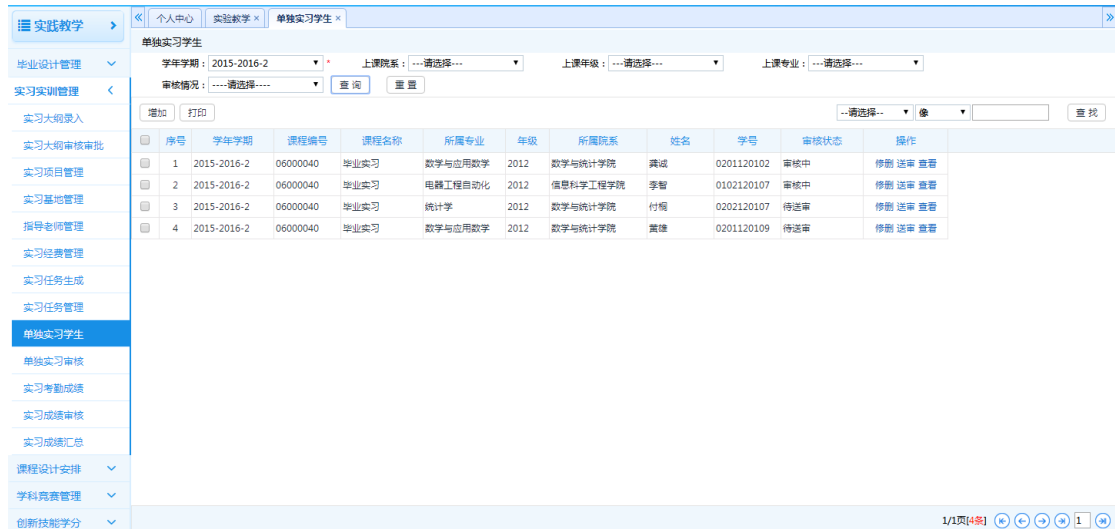 实践教学
毕业设计管理
实习实训管理
实习大纲录入
实习大纲审核审批
实习项目管理
实习基地管理
指导老师管理
实习经费管理
实习任务生成
实习任务管理
单独实习学生
单独实习审核
实习考勤成绩
实习成绩审核
实习成绩汇总
课程设计安排
学科竞赛管理
创新技能学分
个人中心 实验教学 × 单独实习学生 ×
单独实习学生
学年学期： 2015-2016-2 * 上课院系： ---请选择--- 上课年级： ---请选择--- 上课专业： ---请选择---
审核情况： ----请选择---- 查 询 重 置
增加 打印 --请选择-- 像 查 找
序号 学年学期 课程编号 课程名称 所属专业 年级 所属院系 姓名 学号 审核状态 操作
1 2015-2016-2 06000040 毕业实习 数学与应用数学 2012 数学与统计学院 龚诚 0201120102 审核中 修删 送审 查看
2 2015-2016-2 06000040 毕业实习 电器工程自动化 2012 信息科学工程学院 李智 0102120107 审核中 修删 送审 查看
3 2015-2016-2 06000040 毕业实习 统计学 2012 数学与统计学院 付桐 0202120107 待送审 修删 送审 查看
4 2015-2016-2 06000040 毕业实习 数学与应用数学 2012 数学与统计学院 黄雄 0201120109 待送审 修删 送审 查看
1/1页[4条] 1